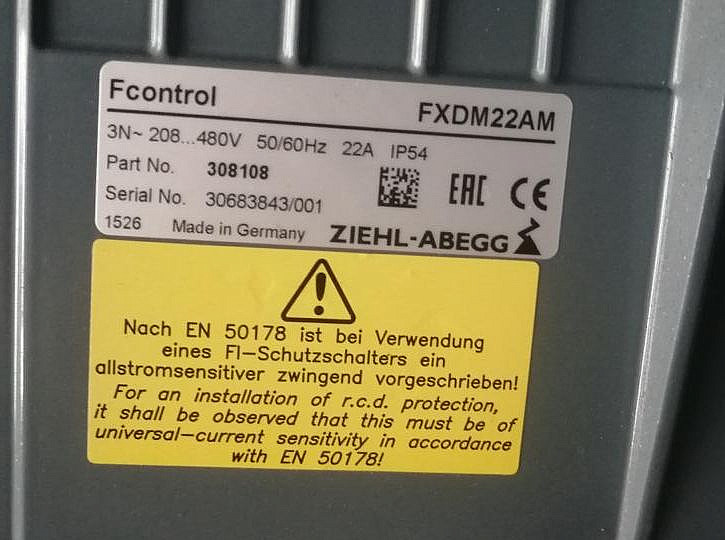 Fcontrol
FXDM22AM
3N~ 208...480V 50/60Hz 22A IP54
Part No. 308108
Serial No. 30683843/001
EAC CE
1526 Made in Germany ZIEHL-ABEGG
Nach EN 50178 ist bei Verwendung
eines FI-Schutzschalters ein
allstromsensitiver zwingend vorgeschrieben!
For an installation of r.c.d. protection,
it shall be observed that this must be of
universal-current sensitivity in accordance
with EN 50178!